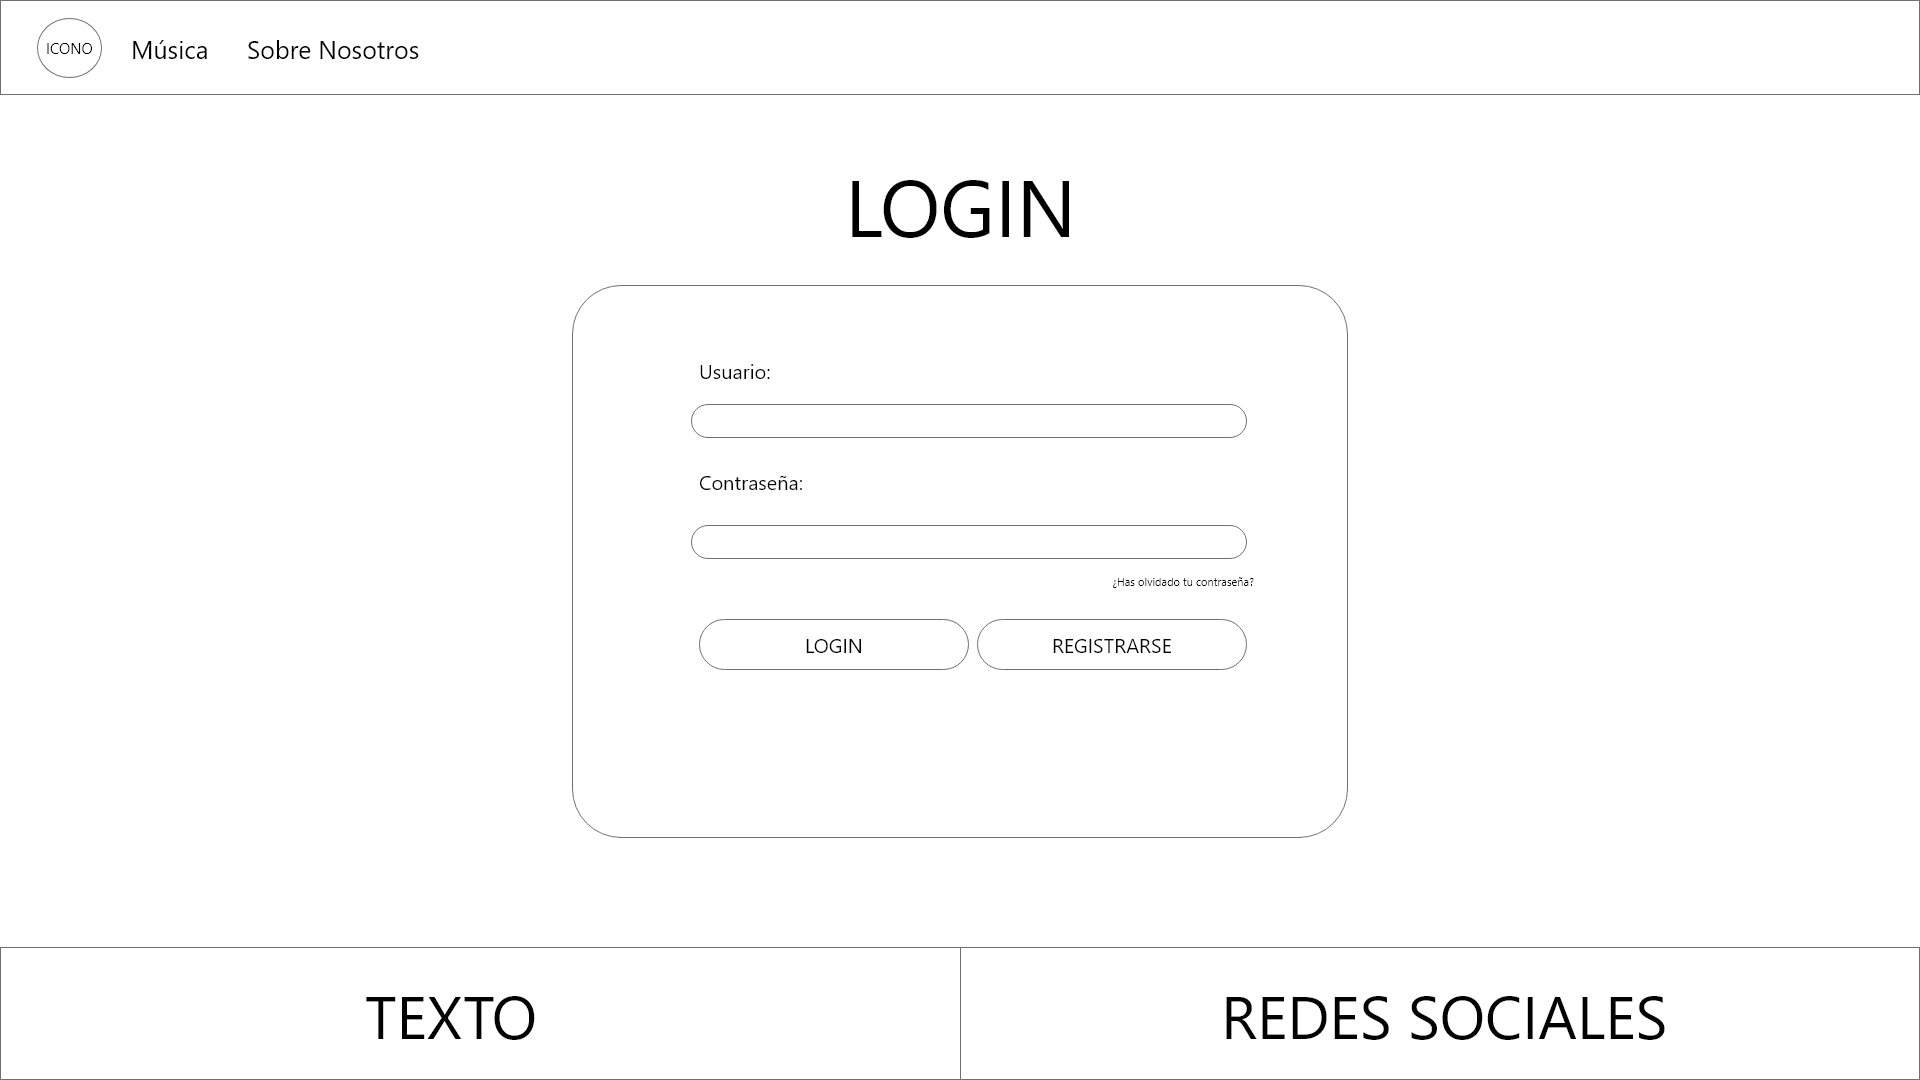 ICONO Música Sobre Nosotros
LOGIN
Usuario:
Contraseña:
¿Has olvidado tu contraseña?
LOGIN REGISTRARSE
TEXTO REDES SOCIALES